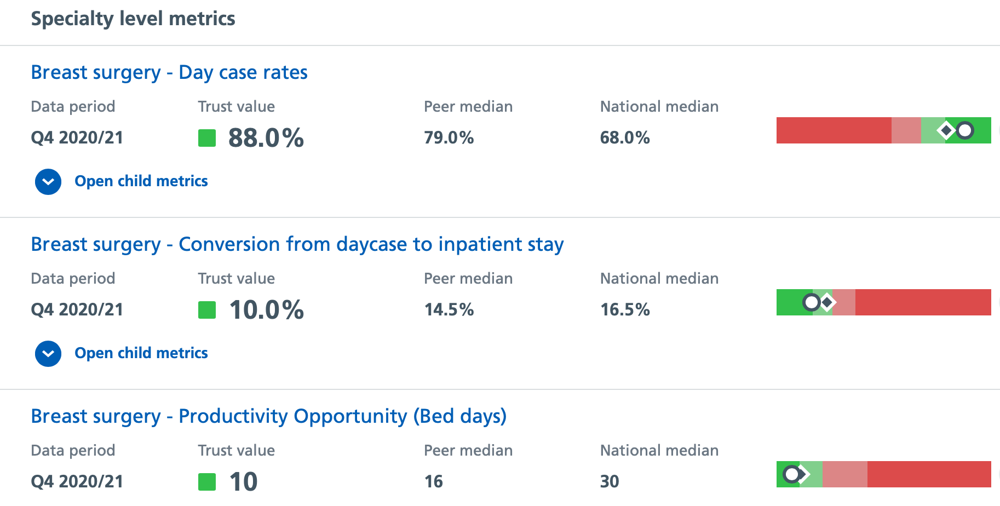 Specialty level metrics
Breast surgery - Day case rates
Data period Trust value Peer median National median
Q4 2020/21 88.0% 79.0% 68.0%
Open child metrics
Breast surgery - Conversion from daycase to inpatient stay
Data period Trust value Peer median National median
Q4 2020/21 10.0% 14.5% 16.5%
Open child metrics
Breast surgery - Productivity Opportunity (Bed days)
Data period Trust value Peer median National median
Q4 2020/21 10 16 30